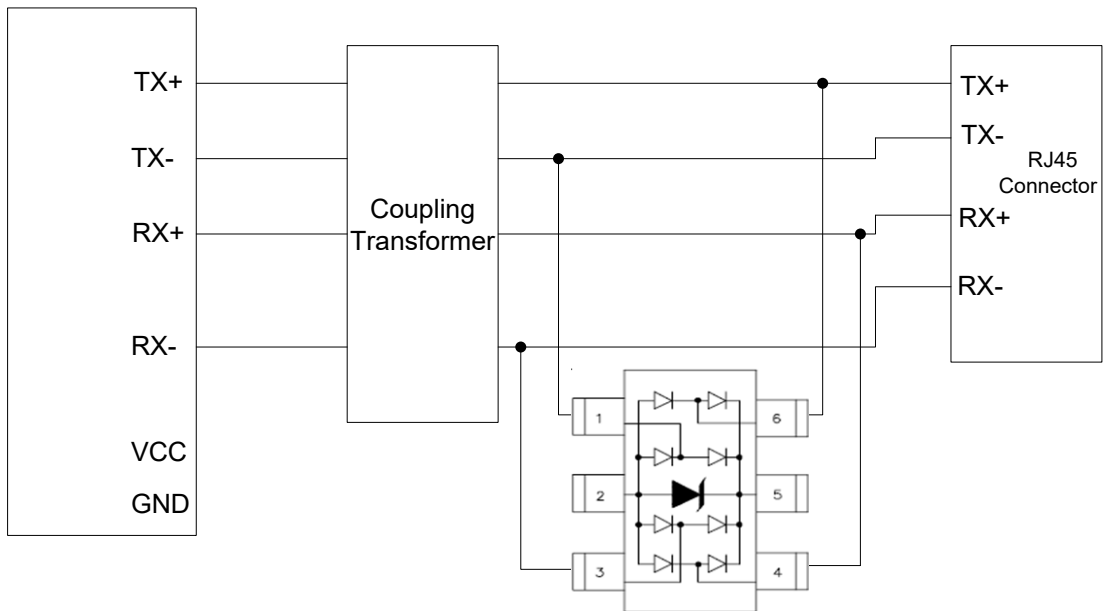 TX+
TX-
RX+
RX-
VCC
GND
Coupling
Transformer
TX+
TX-
RX+
RX-
RJ45
Connector
1
6
2
5
3
4